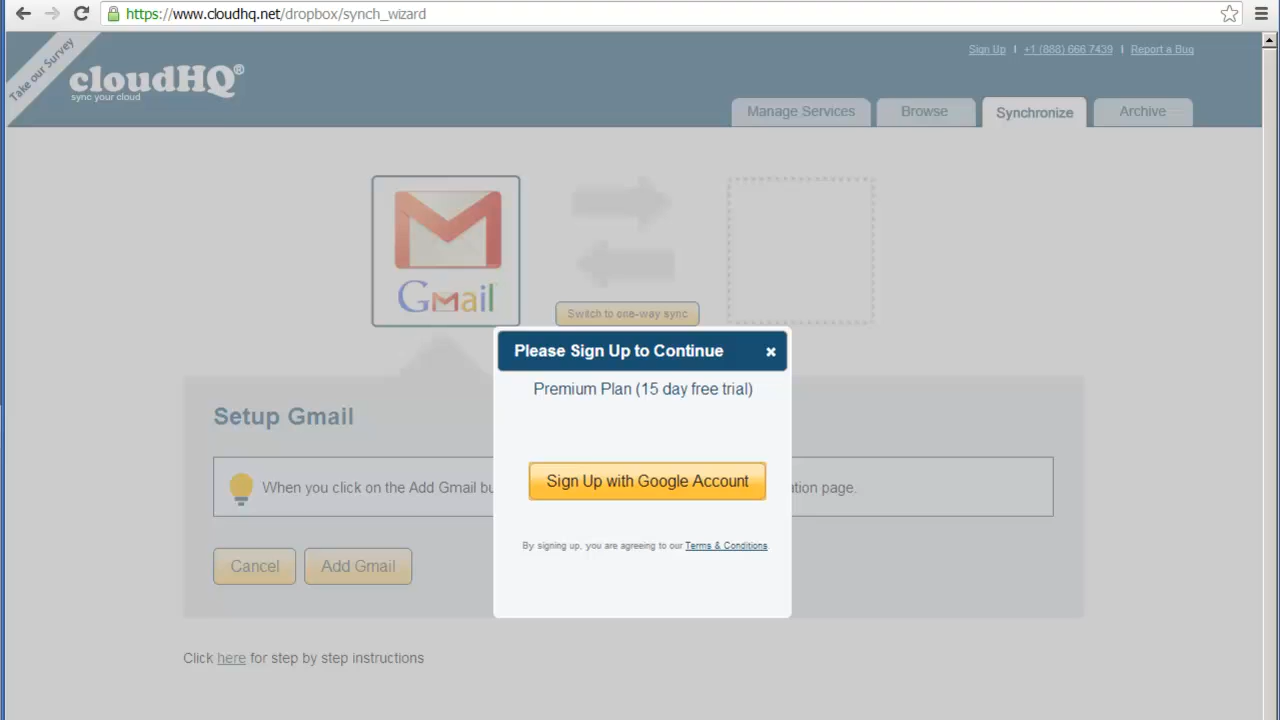 https://www.cloudhq.net/dropbox/synch_wizard
Take our Survey
cloudHQ®
sync your cloud
Sign Up | +1 (888) 666 7439 | Report a Bug
Manage Services Browse Synchronize Archive
Gmail
Switch to one-way sync
Please Sign Up to Continue
Premium Plan (15 day free trial)
Setup Gmail
Sign Up with Google Account
When you click on the Add Gmail bu
tion page.
By signing up, you are agreeing to our Terms & Conditions
Cancel Add Gmail
Click here for step by step instructions